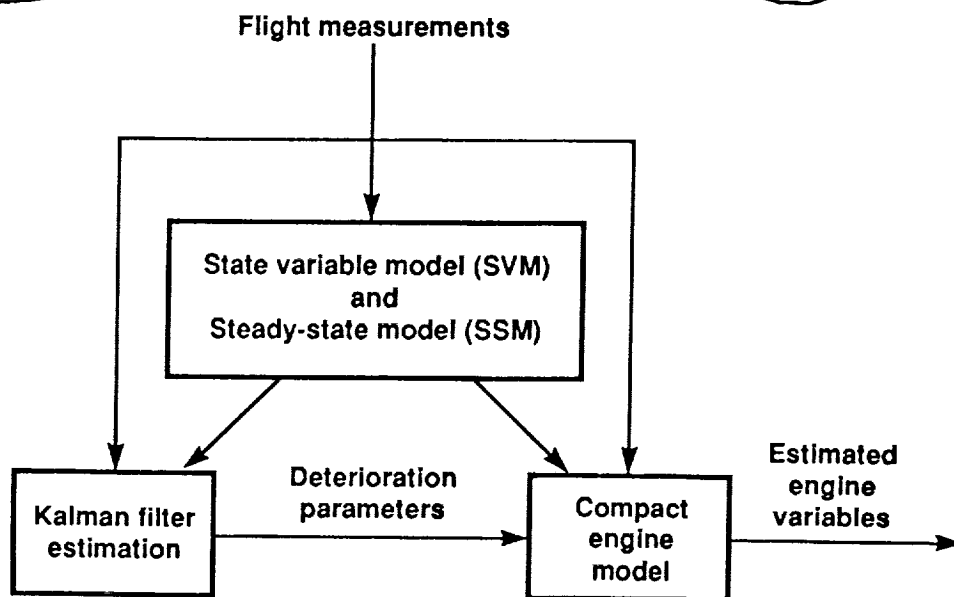 Flight measurements
State variable model (SVM)
and
Steady-state model (SSM)
Deterioration
parameters
Estimated
engine
variables
Kalman filter
estimation
Compact
engine
model